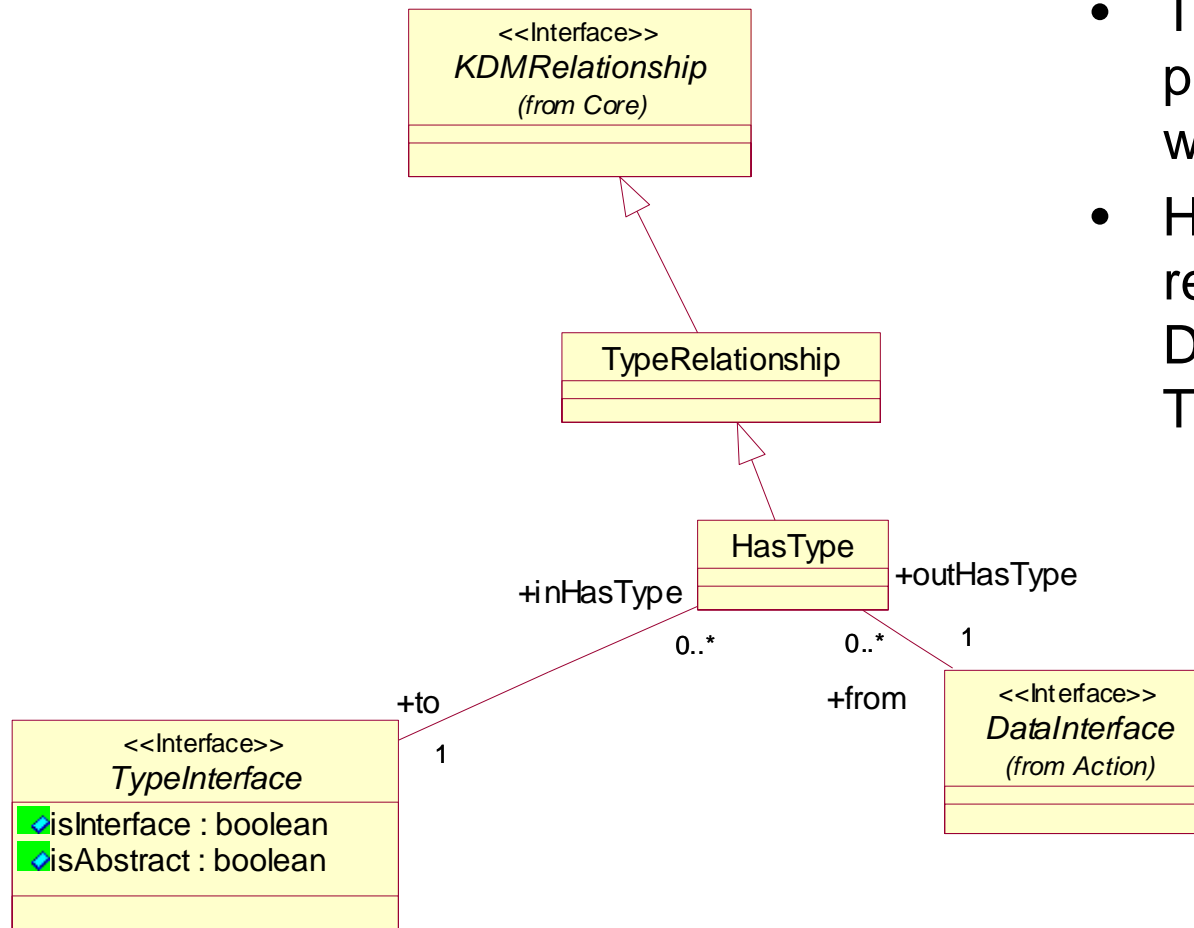 <<Interface>>
KDMRelationship
(from Core)
TypeRelationship
HasType
+inHasType
+outHasType
0..*
0..*
1
+to
+from
1
<<Interface>>
TypeInterface
isInterface : boolean
isAbstract : boolean
<<Interface>>
DataInterface
(from Action)